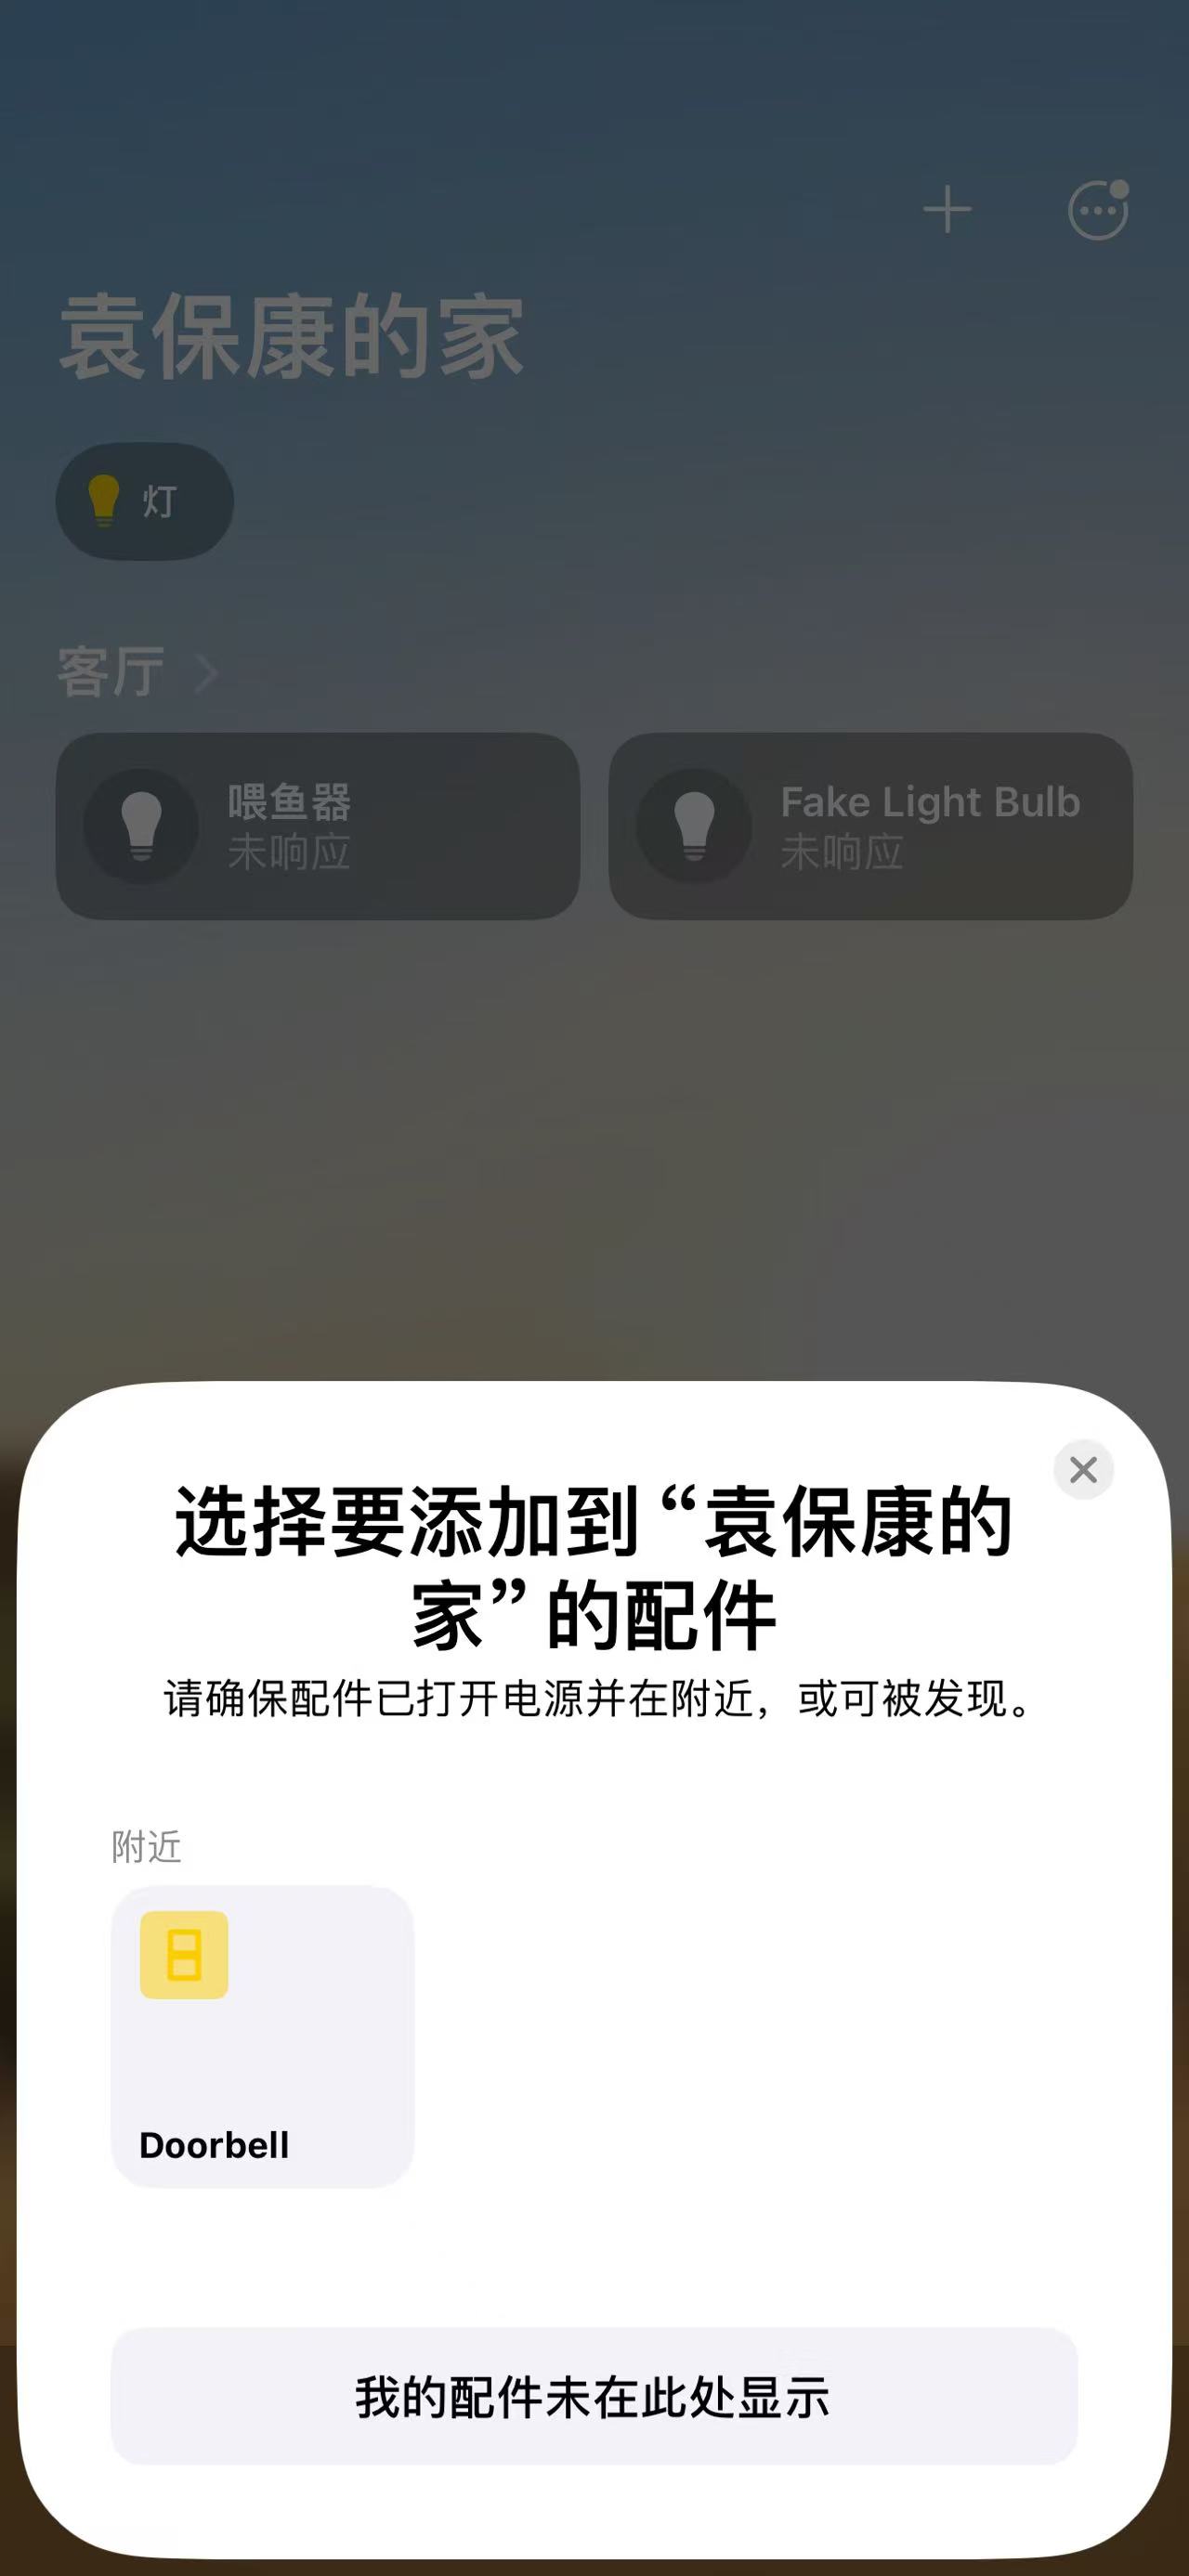 袁保康的家
灯
客厅
喂鱼器
未响应
Fake Light Bulb
未响应
选择要添加到“袁保康的
家”的配件
请确保配件已打开电源并在附近，或可被发现。
附近
Doorbell
我的配件未在此处显示